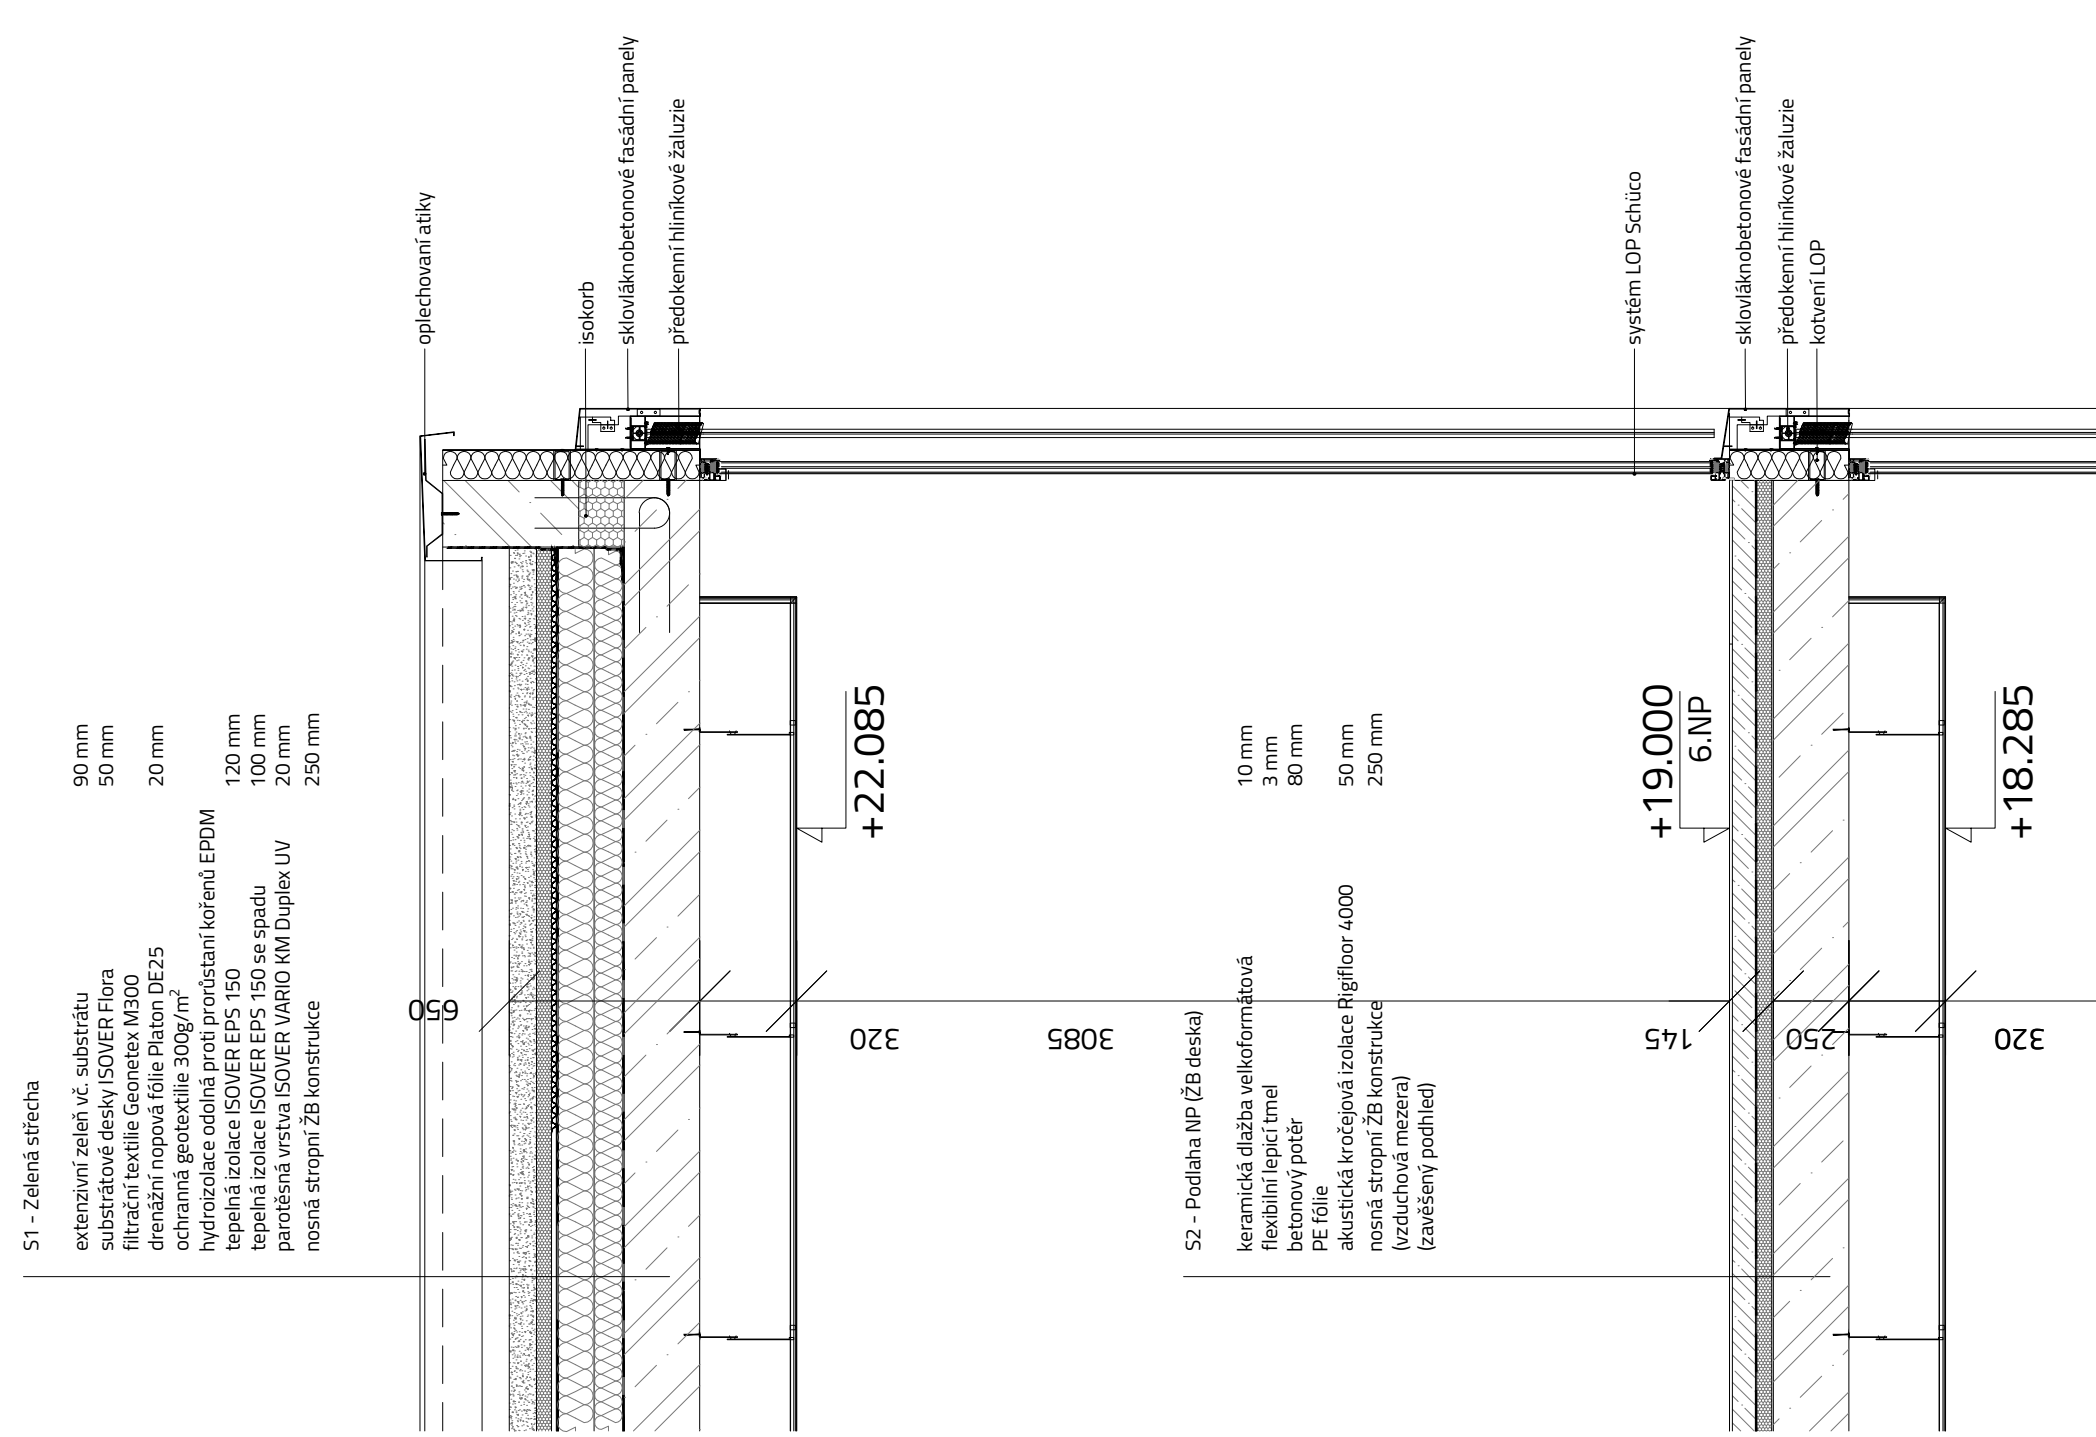 S1 - Zelená střecha
extenzivní zeleň vč. substrátu 90 mm
substrátové desky ISOVER Flora 50 mm
filtrační textilie Geonetex M300
drenážní nopová fólie Platon DE25 20 mm
ochranná geotextilie 300g/m²
hydroizolace odolná proti prorůstaní kořenů EPDM
tepelná izolace ISOVER EPS 150 120 mm
tepelná izolace ISOVER EPS 150 se spadu 100 mm
parotěsná vrstva ISOVER VARIO KM Duplex UV 20 mm
nosná stropní ŽB konstrukce 250 mm
oplechovaní atiky
isokorb
sklovláknobetonové fasádní panely
předokenní hliníkové žaluzie
650
320
+22.085
3085
S2 - Podlaha NP (ŽB deska)
keramická dlažba velkoformátová 10 mm
flexibilní lepicí tmel 3 mm
betonový potěr 80 mm
PE fólie
akustická kročejová izolace Rigifloor 4000 50 mm
nosná stropní ŽB konstrukce 250 mm
(vzduchová mezera)
(zavěšený podhled)
systém LOP Schüco
sklovláknobetonové fasádní panely
předokenní hliníkové žaluzie
kotvení LOP
+19.000
6.NP
145
250
320
+18.285